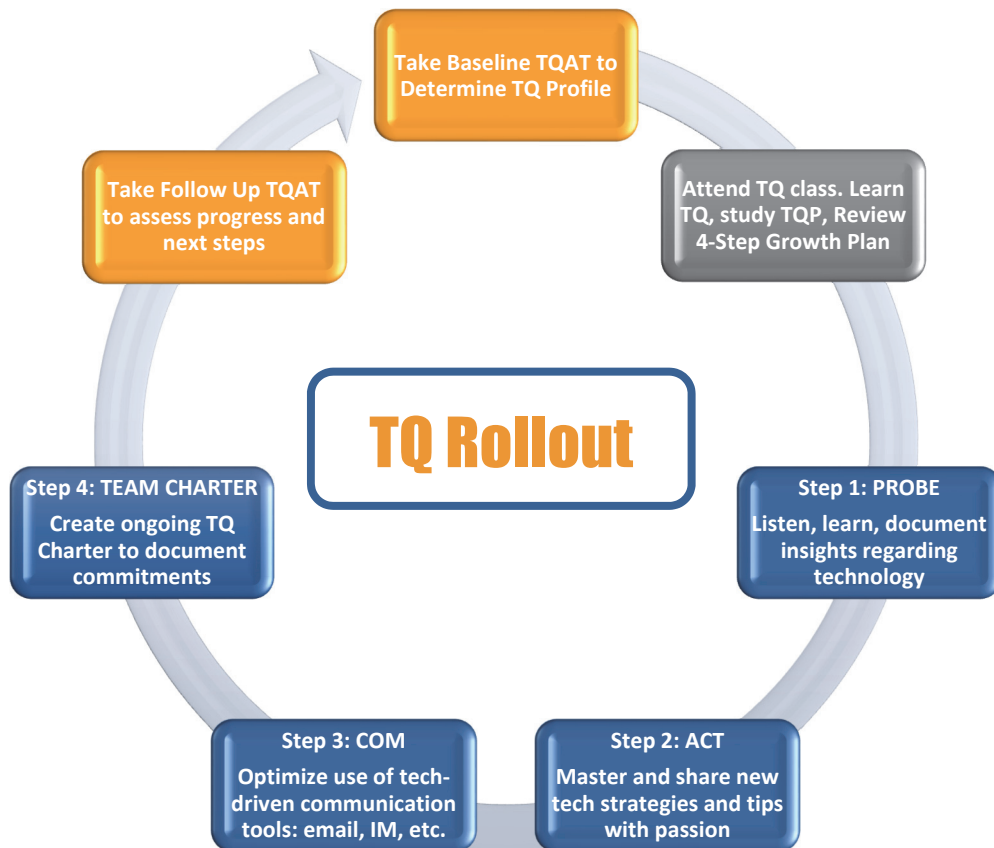 Take Baseline TQAT to
Determine TQ Profile
Attend TQ class. Learn
TQ, study TQP, Review
4-Step Growth Plan
Step 1: PROBE
Listen, learn, document
insights regarding
technology
Step 2: ACT
Master and share new
tech strategies and tips
with passion
Step 3: COM
Optimize use of tech-
driven communication
tools: email, IM, etc.
Step 4: TEAM CHARTER
Create ongoing TQ
Charter to document
commitments
Take Follow Up TQAT
to assess progress and
next steps
TQ Rollout